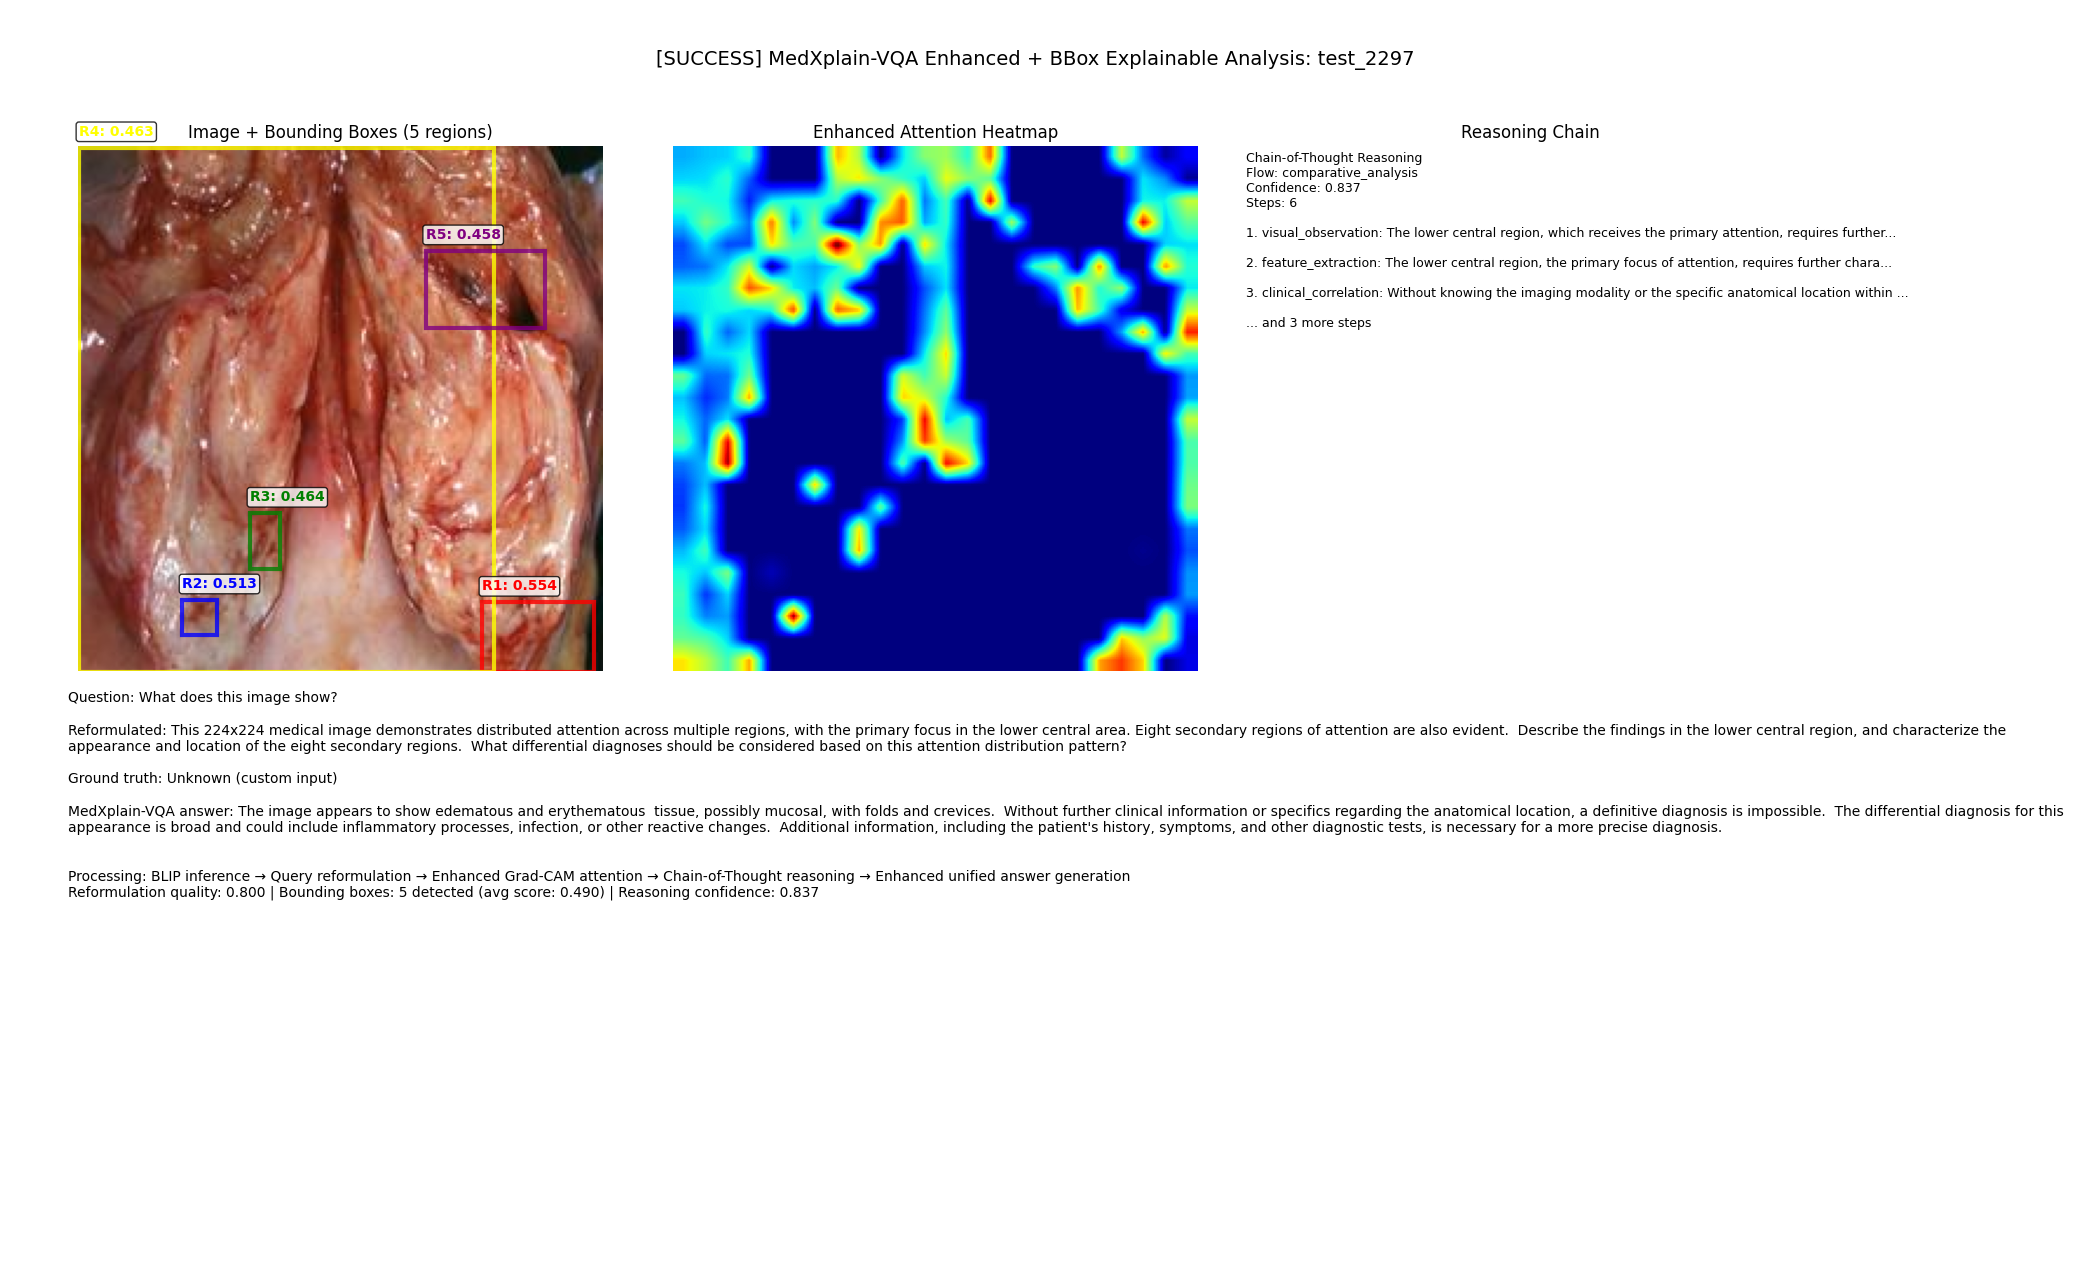 [SUCCESS] MedXplain-VQA Enhanced + BBox Explainable Analysis: test_2297
Image + Bounding Boxes (5 regions)
R4: 0.463
R5: 0.458
R3: 0.464
R2: 0.513
R1: 0.554
Enhanced Attention Heatmap
Reasoning Chain
Chain-of-Thought Reasoning
Flow: comparative_analysis
Confidence: 0.837
Steps: 6
1. visual_observation: The lower central region, which receives the primary attention, requires further...
2. feature_extraction: The lower central region, the primary focus of attention, requires further chara...
3. clinical_correlation: Without knowing the imaging modality or the specific anatomical location within ...
... and 3 more steps
Question: What does this image show?
Reformulated: This 224x224 medical image demonstrates distributed attention across multiple regions, with the primary focus in the lower central area. Eight secondary regions of attention are also evident.  Describe the findings in the lower central region, and characterize the
appearance and location of the eight secondary regions.  What differential diagnoses should be considered based on this attention distribution pattern?
Ground truth: Unknown (custom input)
MedXplain-VQA answer: The image appears to show edematous and erythematous  tissue, possibly mucosal, with folds and crevices.  Without further clinical information or specifics regarding the anatomical location, a definitive diagnosis is impossible.  The differential diagnosis for this
appearance is broad and could include inflammatory processes, infection, or other reactive changes.  Additional information, including the patient's history, symptoms, and other diagnostic tests, is necessary for a more precise diagnosis.
Processing: BLIP inference → Query reformulation → Enhanced Grad-CAM attention → Chain-of-Thought reasoning → Enhanced unified answer generation
Reformulation quality: 0.800 | Bounding boxes: 5 detected (avg score: 0.490) | Reasoning confidence: 0.837